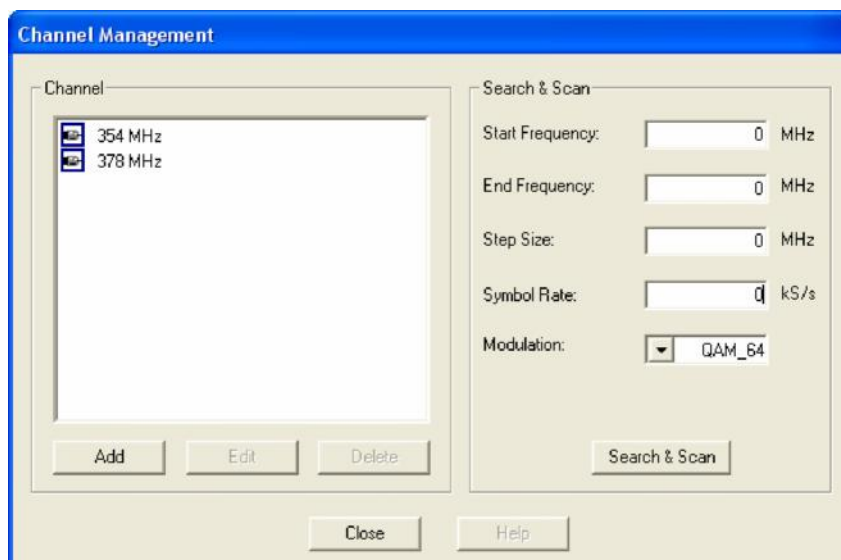 Channel Management
Channel
354 MHz
378 MHz
Add
Edit
Delete
Search & Scan
Start Frequency: 0 MHz
End Frequency: 0 MHz
Step Size: 0 MHz
Symbol Rate: 0 kS/s
Modulation: QAM_64
Search & Scan
Close
Help